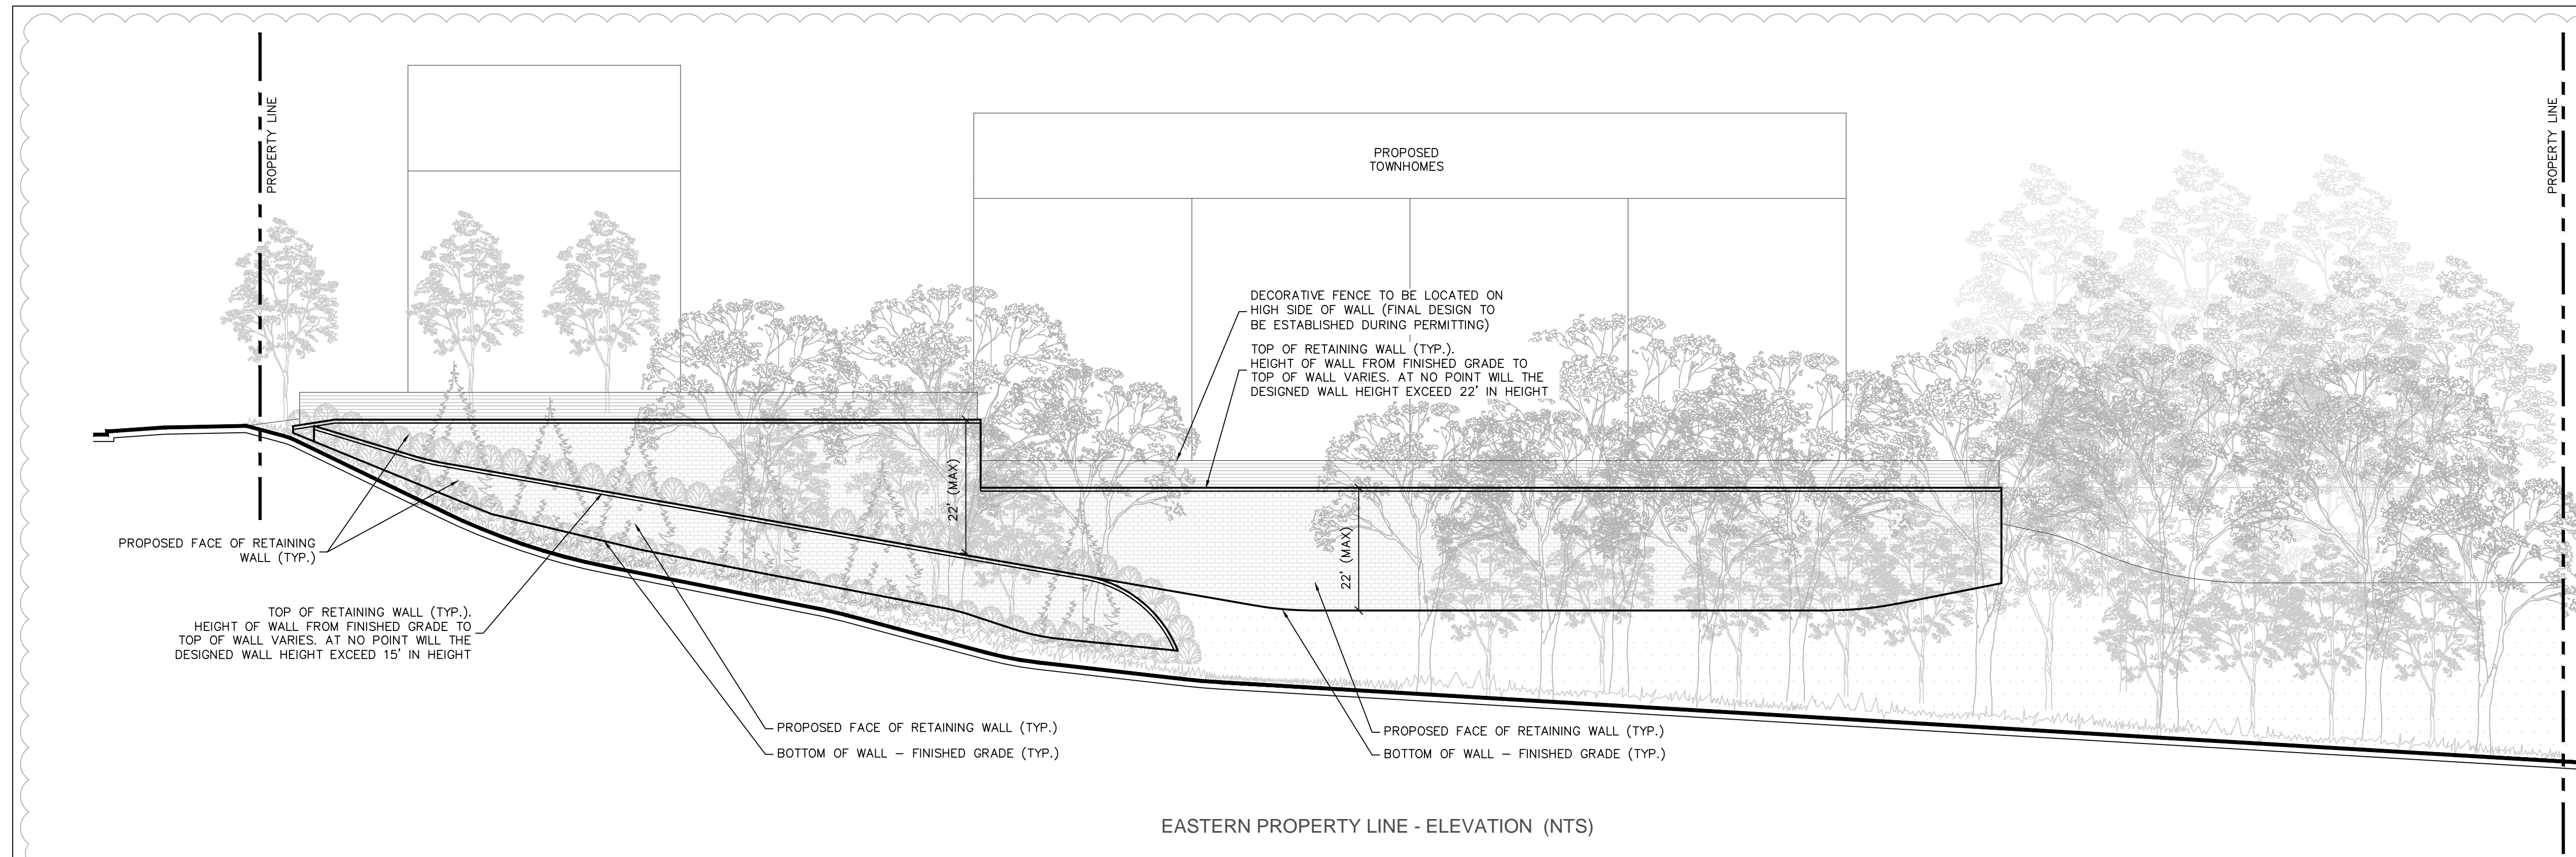 PROPERTY LINE
PROPERTY LINE
PROPOSED
TOWNHOMES
DECORATIVE FENCE TO BE LOCATED ON
HIGH SIDE OF WALL (FINAL DESIGN TO
BE ESTABLISHED DURING PERMITTING)
TOP OF RETAINING WALL (TYP.).
HEIGHT OF WALL FROM FINISHED GRADE TO
TOP OF WALL VARIES. AT NO POINT WILL THE
DESIGNED WALL HEIGHT EXCEED 22' IN HEIGHT
22' (MAX)
22' (MAX)
PROPOSED FACE OF RETAINING
WALL (TYP.)
TOP OF RETAINING WALL (TYP.).
HEIGHT OF WALL FROM FINISHED GRADE TO
TOP OF WALL VARIES. AT NO POINT WILL THE
DESIGNED WALL HEIGHT EXCEED 15' IN HEIGHT
PROPOSED FACE OF RETAINING WALL (TYP.)
BOTTOM OF WALL – FINISHED GRADE (TYP.)
PROPOSED FACE OF RETAINING WALL (TYP.)
BOTTOM OF WALL – FINISHED GRADE (TYP.)
EASTERN PROPERTY LINE - ELEVATION (NTS)